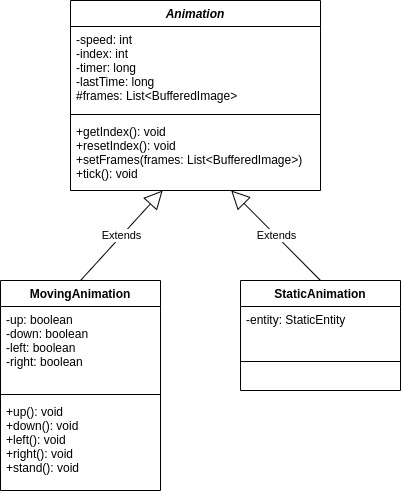 Animation
-speed: int
-index: int
-timer: long
-lastTime: long
#frames: List<BufferedImage>
+getIndex(): void
+resetIndex(): void
+setFrames(frames: List<BufferedImage>)
+tick(): void
Extends
Extends
MovingAnimation
-up: boolean
-down: boolean
-left: boolean
-right: boolean
+up(): void
+down(): void
+left(): void
+right(): void
+stand(): void
StaticAnimation
-entity: StaticEntity